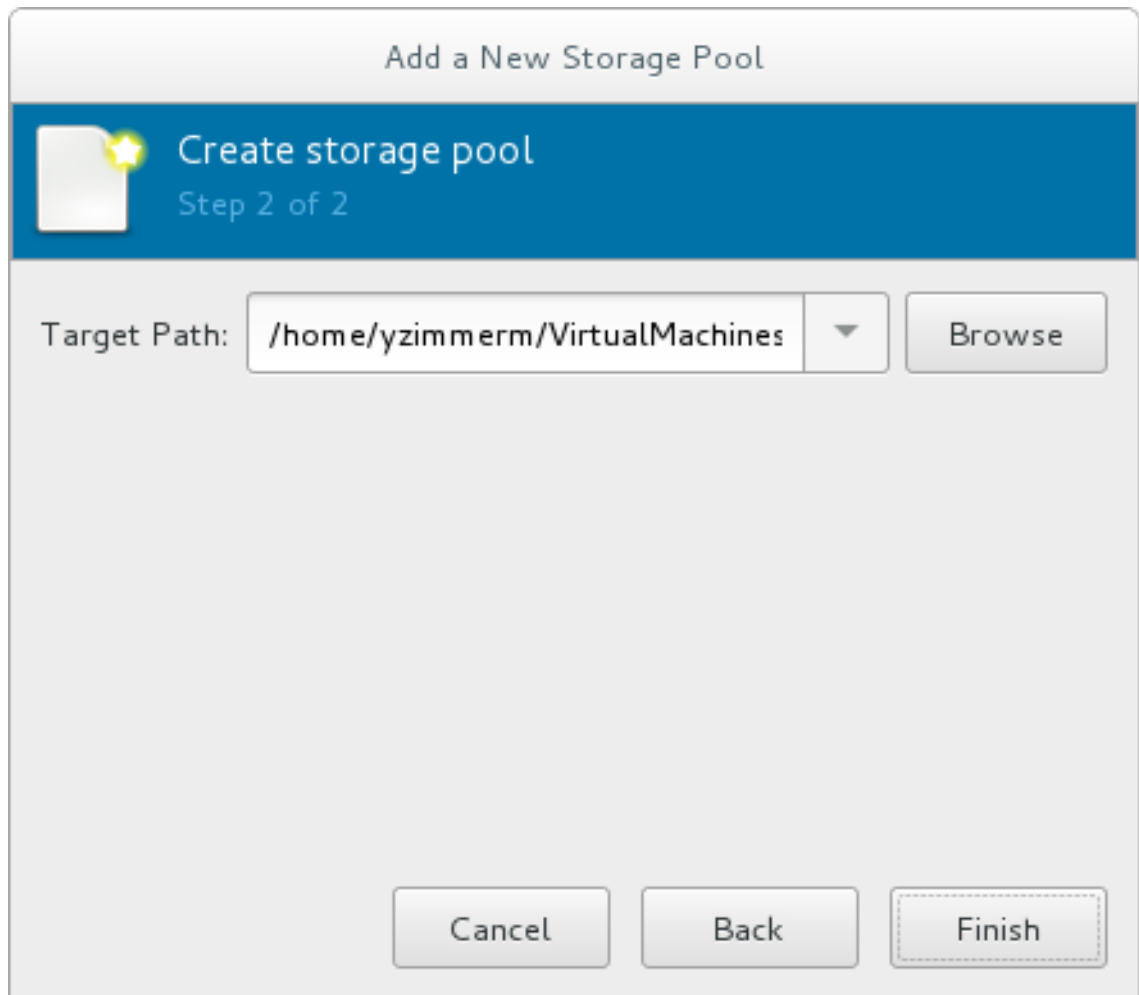 Add a New Storage Pool
Create storage pool
Step 2 of 2
Target Path: /home/yzimmerm/VirtualMachines Browse
Cancel Back Finish